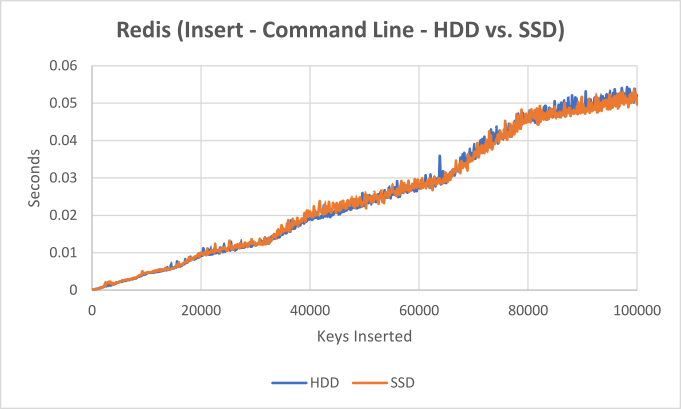 Redis (Insert - Command Line - HDD vs. SSD)
0.06
0.05
0.04
0.03
0.02
0.01
0
Seconds
0 20000 40000 60000 80000 100000
Keys Inserted
HDD SSD